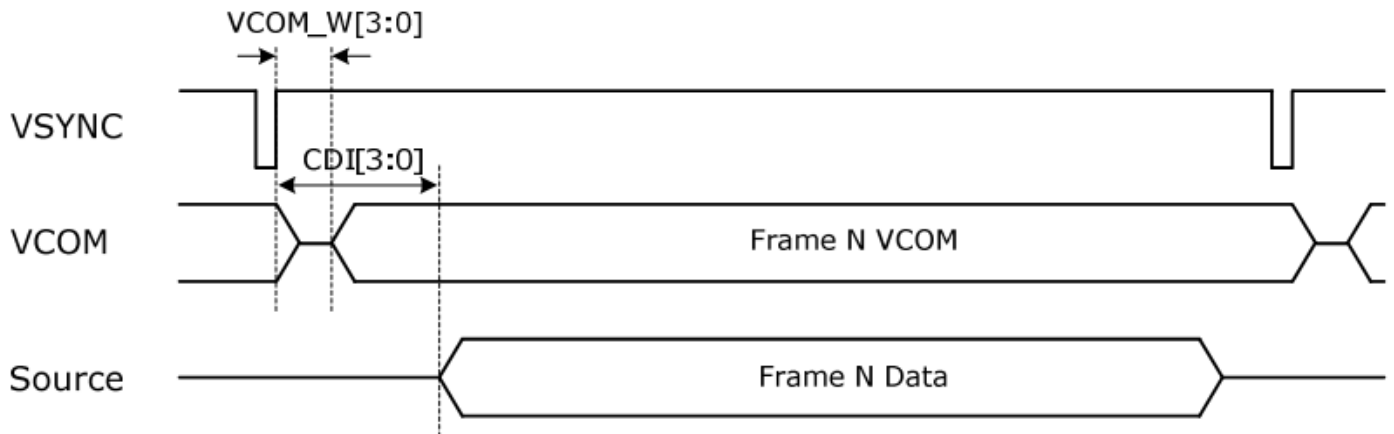 VCOM_W[3:0]
VSYNC
CDI[3:0]
VCOM
Frame N VCOM
Source
Frame N Data